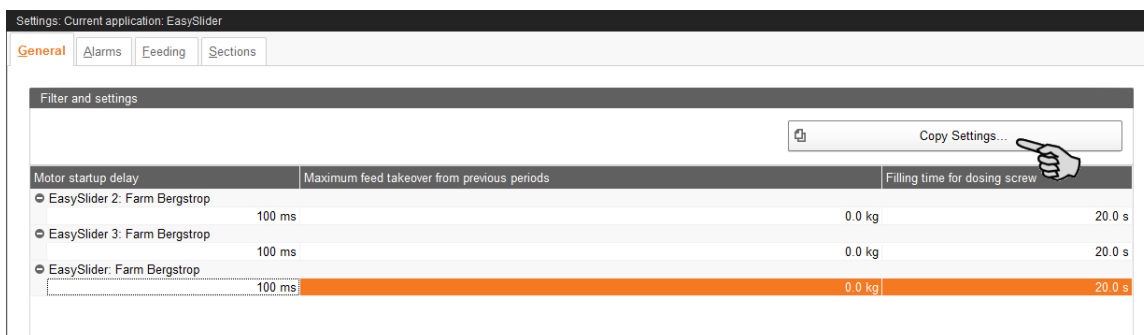 Settings: Current application: EasySlider
General Alarms Feeding Sections
Filter and settings
Copy Settings...
Motor startup delay Maximum feed takeover from previous periods Filling time for dosing screw
EasySlider 2: Farm Bergstrop
100 ms 0.0 kg 20.0 s
EasySlider 3: Farm Bergstrop
100 ms 0.0 kg 20.0 s
EasySlider: Farm Bergstrop
100 ms 0.0 kg 20.0 s